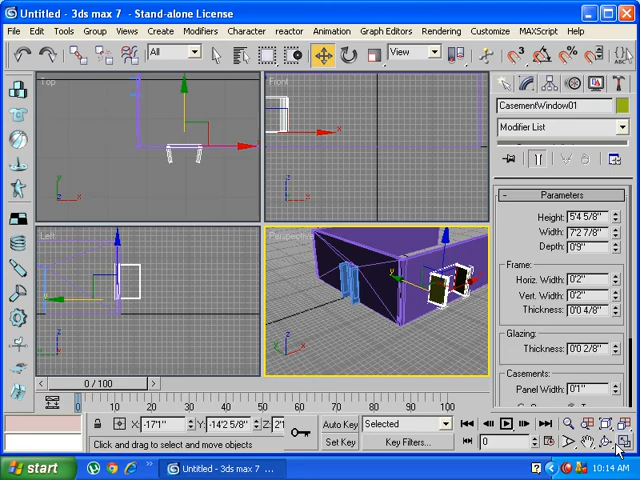 Untitled - 3ds max 7 - Stand-alone License
File Edit Tools Group Views Create Modifiers Character reactor Animation Graph Editors Rendering Customize MAXScript Help
All View
Top Front
CasementWindow01
Modifier List
Parameters
Height: 5'4 5/8"
Width: 7'2 7/8"
Depth: 0'9"
Left Perspective
Frame:
Horiz. Width: 0'2"
Vert. Width: 0'2"
Thickness: 0'0 4/8"
Glazing:
Thickness: 0'0 2/8"
Casements:
Panel Width: 0'1"
0 / 100
0 10 20 30 40 50 60 70 80 90 100
X: -17'1" Y: -14'2 5/8" Z: 2'1 Auto Key Selected
Click and drag to select and move objects Set Key Key Filters... 0
start Untitled - 3ds max 7 ... 10:14 AM